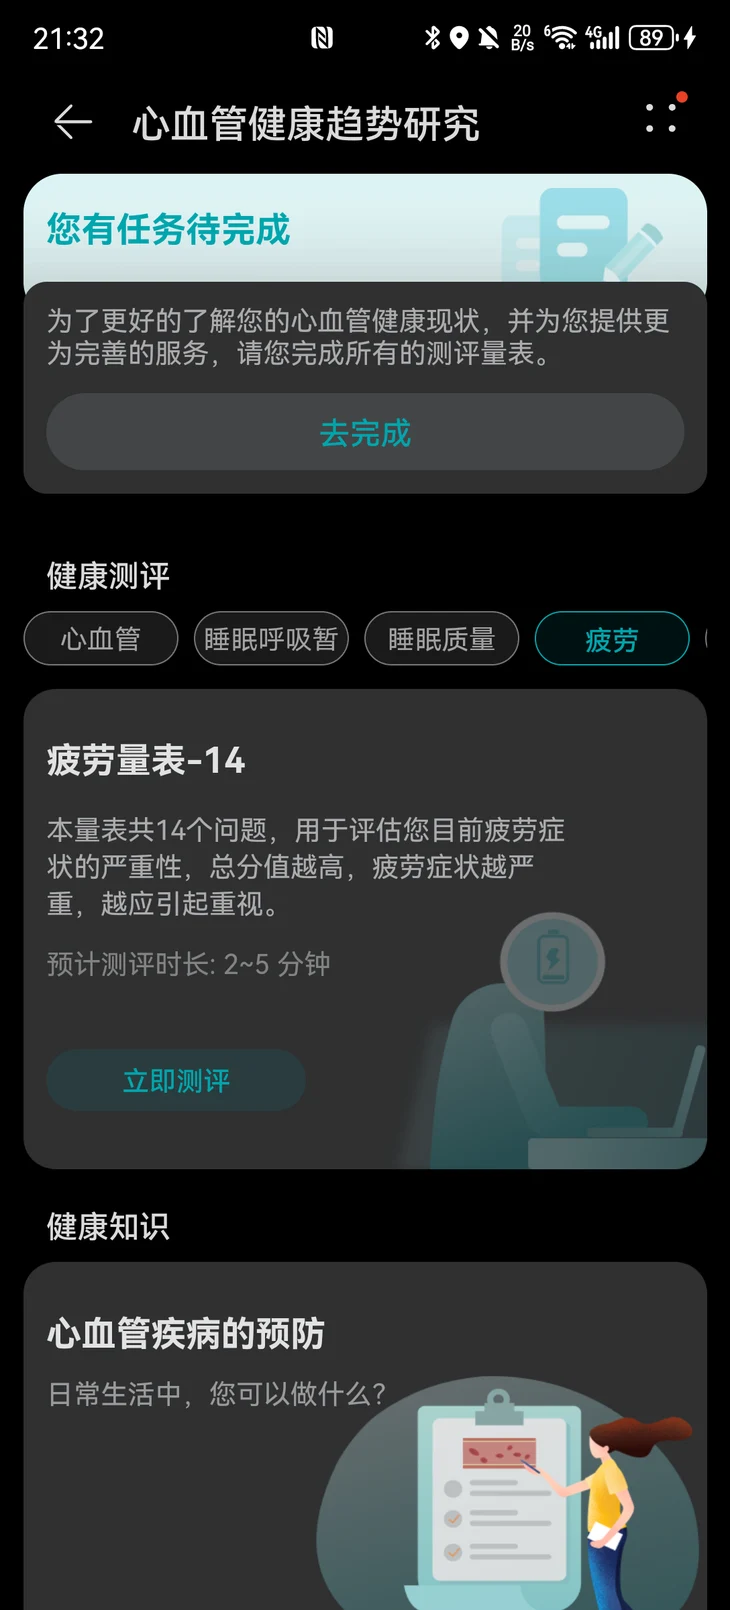 21:32
20 B/s 6 4G 89
心血管健康趋势研究
您有任务待完成
为了更好的了解您的心血管健康现状，并为您提供更
为完善的服务，请您完成所有的测评量表。
去完成
健康测评
心血管 睡眠呼吸暂 睡眠质量 疲劳
疲劳量表-14
本量表共14个问题，用于评估您目前疲劳症
状的严重性，总分值越高，疲劳症状越严
重，越应引起重视。
预计测评时长: 2~5 分钟
立即测评
健康知识
心血管疾病的预防
日常生活中，您可以做什么?